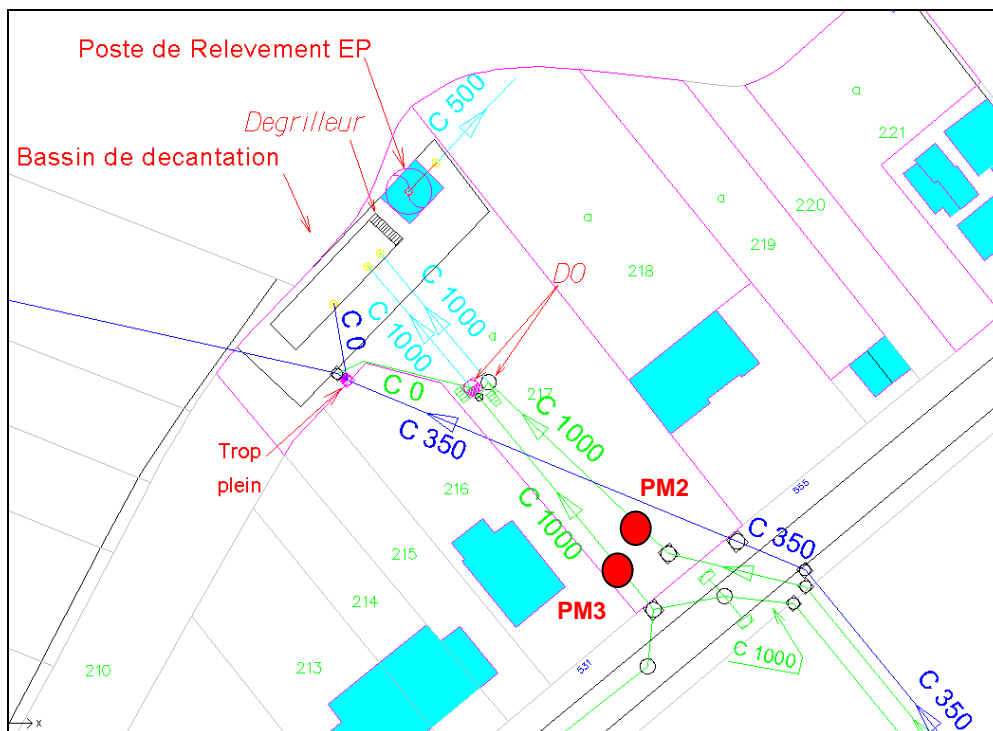 Poste de Relevement EP
Degrilleur
Bassin de decantation
C 500
221
220
219
218
DO
C 1000
C 1000
C 0
C 0
217
C 350
C 1000
Trop
plein
216
PM2
555
C 350
C 1000
215
PM3
214
C 1000
531
213
210
C 350
x